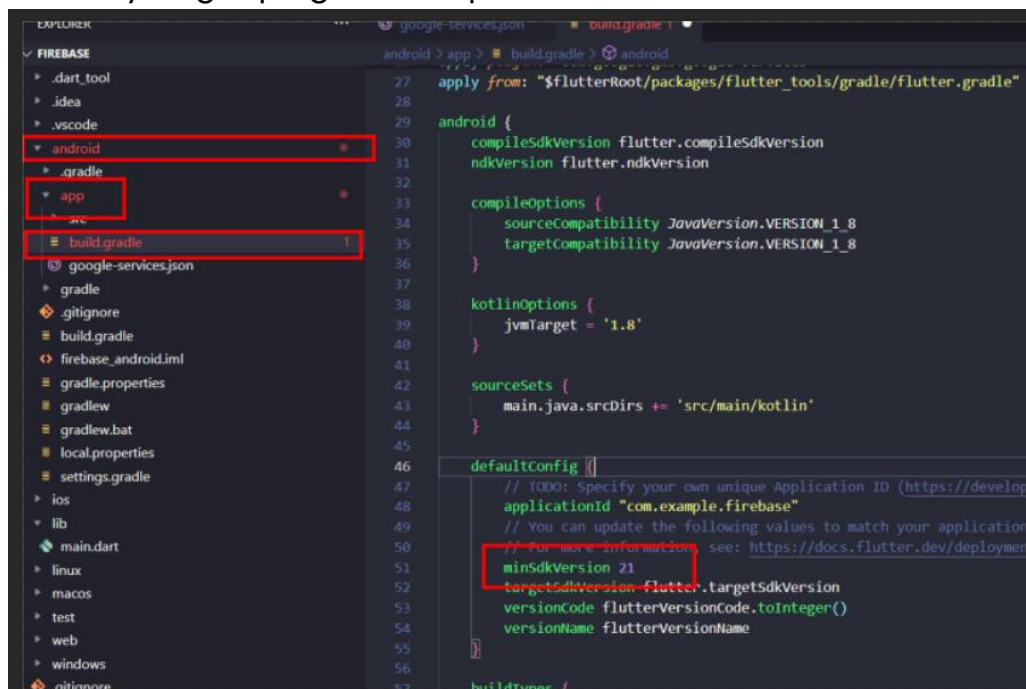 EXPLORER
FIREBASE
.dart_tool
.idea
.vscode
android
.gradle
app
src
build.gradle 1
google-services.json
gradle
.gitignore
build.gradle
firebase_android.iml
gradle.properties
gradlew
gradlew.bat
local.properties
settings.gradle
ios
lib
main.dart
linux
macos
test
web
windows
.gitignore
google-services.json build.gradle 1
android > app > build.gradle > android
27 apply from: "$flutterRoot/packages/flutter_tools/gradle/flutter.gradle"
28
29 android {
30 compileSdkVersion flutter.compileSdkVersion
31 ndkVersion flutter.ndkVersion
32
33 compileOptions {
34 sourceCompatibility JavaVersion.VERSION_1_8
35 targetCompatibility JavaVersion.VERSION_1_8
36 }
37
38 kotlinOptions {
39 jvmTarget = '1.8'
40 }
41
42 sourceSets {
43 main.java.srcDirs += 'src/main/kotlin'
44 }
45
46 defaultConfig {
47 // TODO: Specify your own unique Application ID (https://develop
48 applicationId "com.example.firebase"
49 // You can update the following values to match your application
50 // For more information, see: https://docs.flutter.dev/deploymen
51 minSdkVersion 21
52 targetSdkVersion flutter.targetSdkVersion
53 versionCode flutterVersionCode.toInteger()
54 versionName flutterVersionName
55 }
56
57 buildTypes {